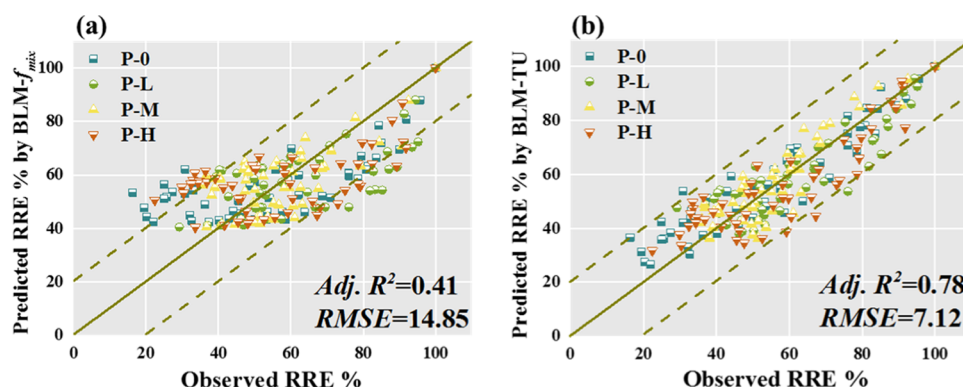 (a)
Predicted RRE % by BLM-fmix
P-0
P-L
P-M
P-H
100
80
60
40
20
0
Adj. R²=0.41
RMSE=14.85
0 20 40 60 80 100
Observed RRE %
(b)
Predicted RRE % by BLM-TU
P-0
P-L
P-M
P-H
100
80
60
40
20
0
Adj. R²=0.78
RMSE=7.12
0 20 40 60 80 100
Observed RRE %